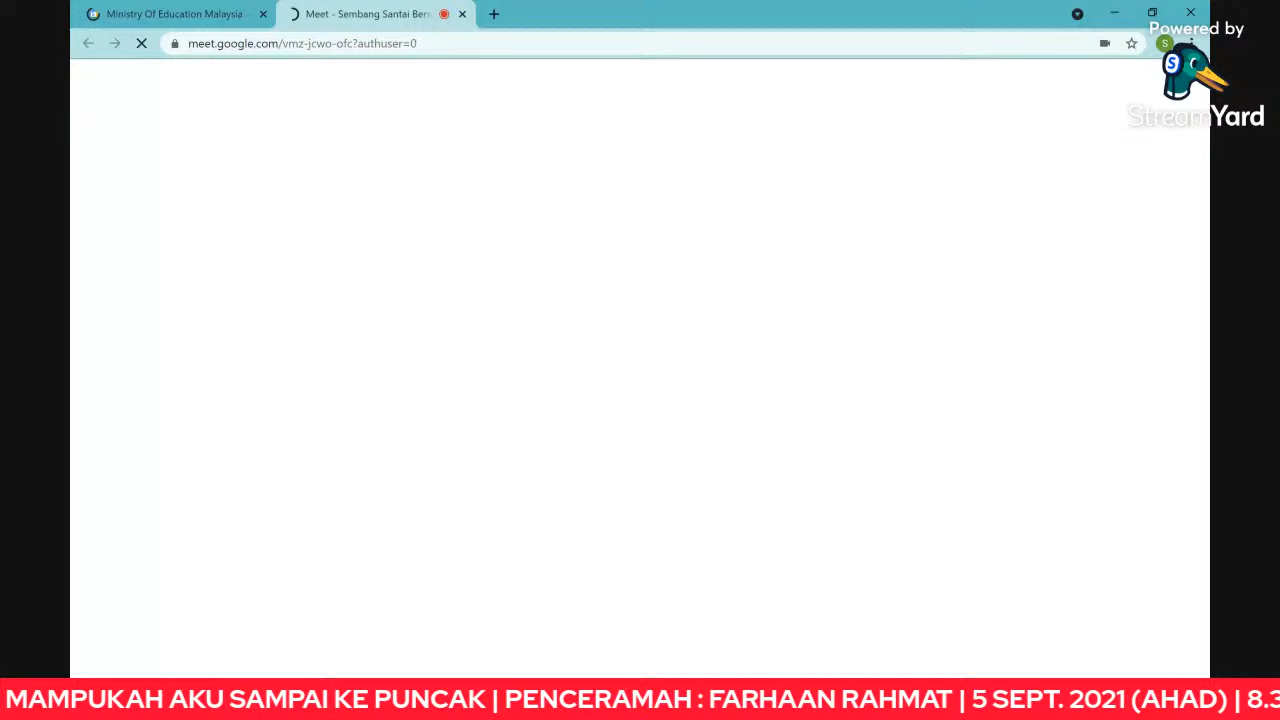 Ministry Of Education Malaysia
Meet - Sembang Santai Bers
meet.google.com/vmz-jcwo-ofc?authuser=0
S
Powered by
S
StreamYard
MAMPUKAH AKU SAMPAI KE PUNCAK | PENCERAMAH : FARHAAN RAHMAT | 5 SEPT. 2021 (AHAD) | 8.3